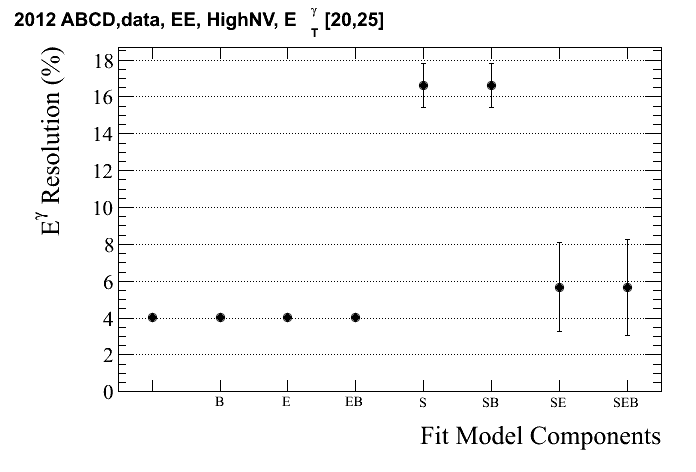 2012 ABCD,data, EE, HighNV, E γ T [20,25]
E γ Resolution (%)
18
16
14
12
10
8
6
4
2
0
B E EB S SB SE SEB
Fit Model Components